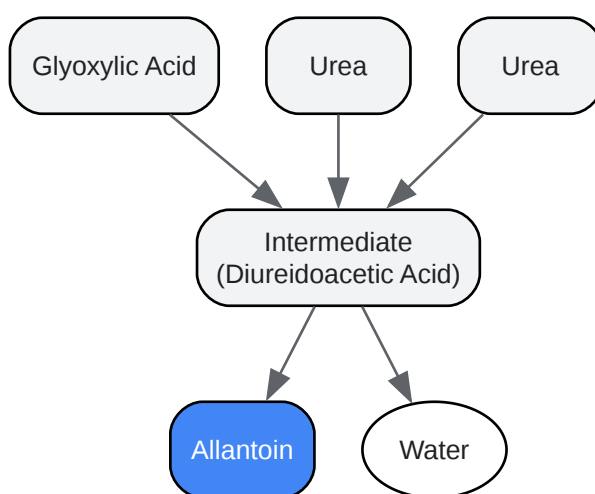 Glyoxylic Acid
Urea
Urea
Intermediate
(Diureidoacetic Acid)
Allantoin
Water